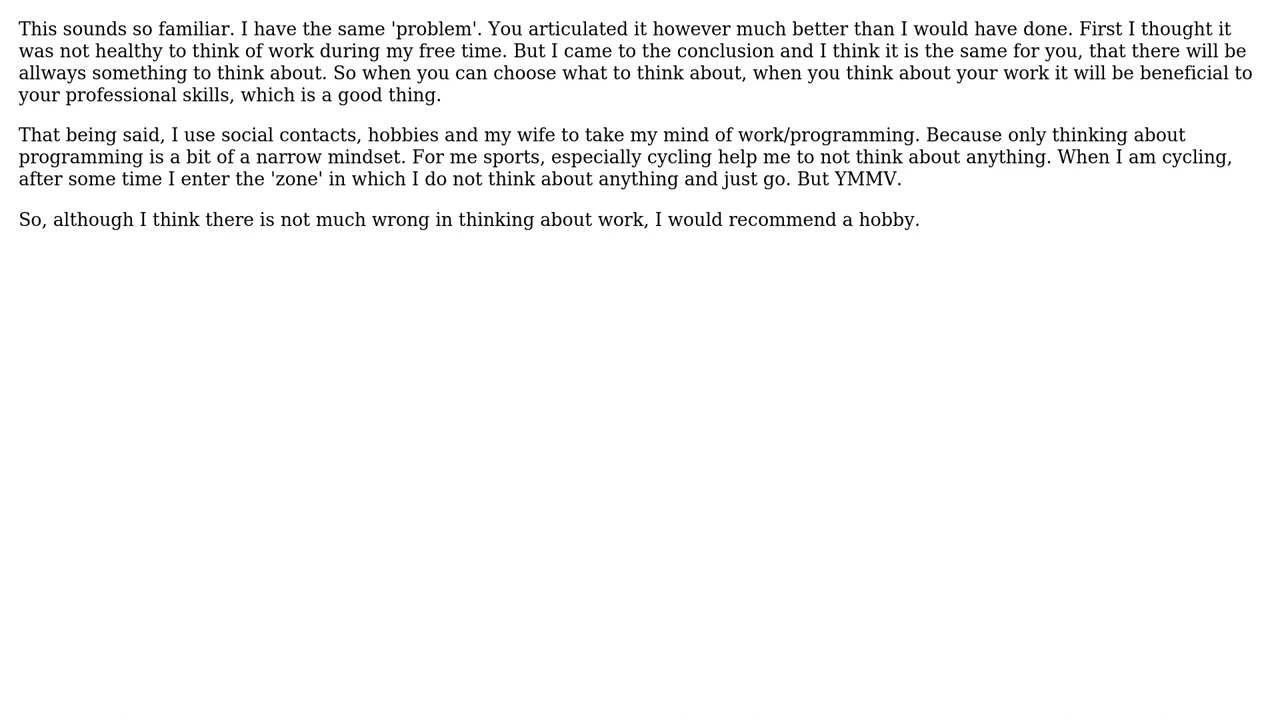 This sounds so familiar. I have the same 'problem'. You articulated it however much better than I would have done. First I thought it
was not healthy to think of work during my free time. But I came to the conclusion and I think it is the same for you, that there will be
allways something to think about. So when you can choose what to think about, when you think about your work it will be beneficial to
your professional skills, which is a good thing.
That being said, I use social contacts, hobbies and my wife to take my mind of work/programming. Because only thinking about
programming is a bit of a narrow mindset. For me sports, especially cycling help me to not think about anything. When I am cycling,
after some time I enter the 'zone' in which I do not think about anything and just go. But YMMV.
So, although I think there is not much wrong in thinking about work, I would recommend a hobby.